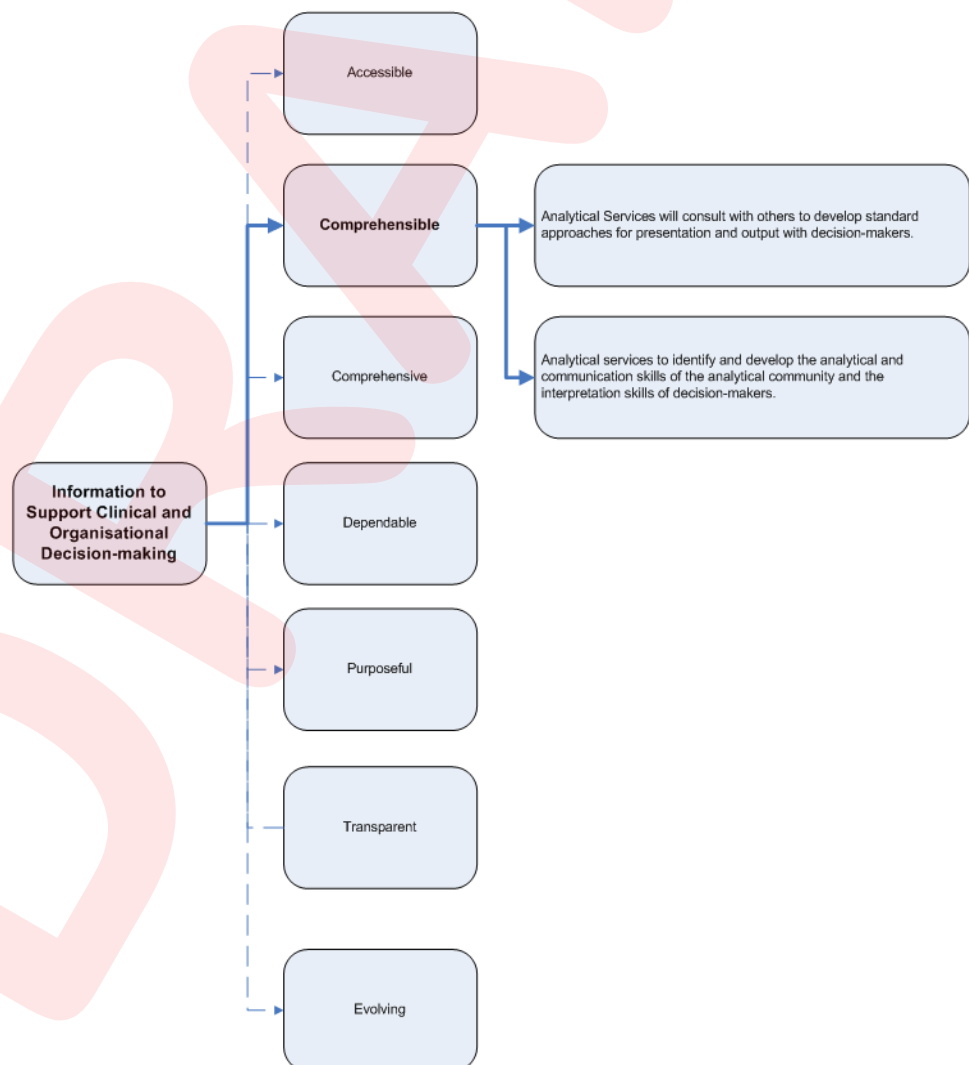 Accessible
Comprehensible
Analytical Services will consult with others to develop standard
approaches for presentation and output with decision-makers.
Comprehensive
Analytical services to identify and develop the analytical and
communication skills of the analytical community and the
interpretation skills of decision-makers.
Information to
Support Clinical and
Organisational
Decision-making
Dependable
Purposeful
Transparent
Evolving
DRA